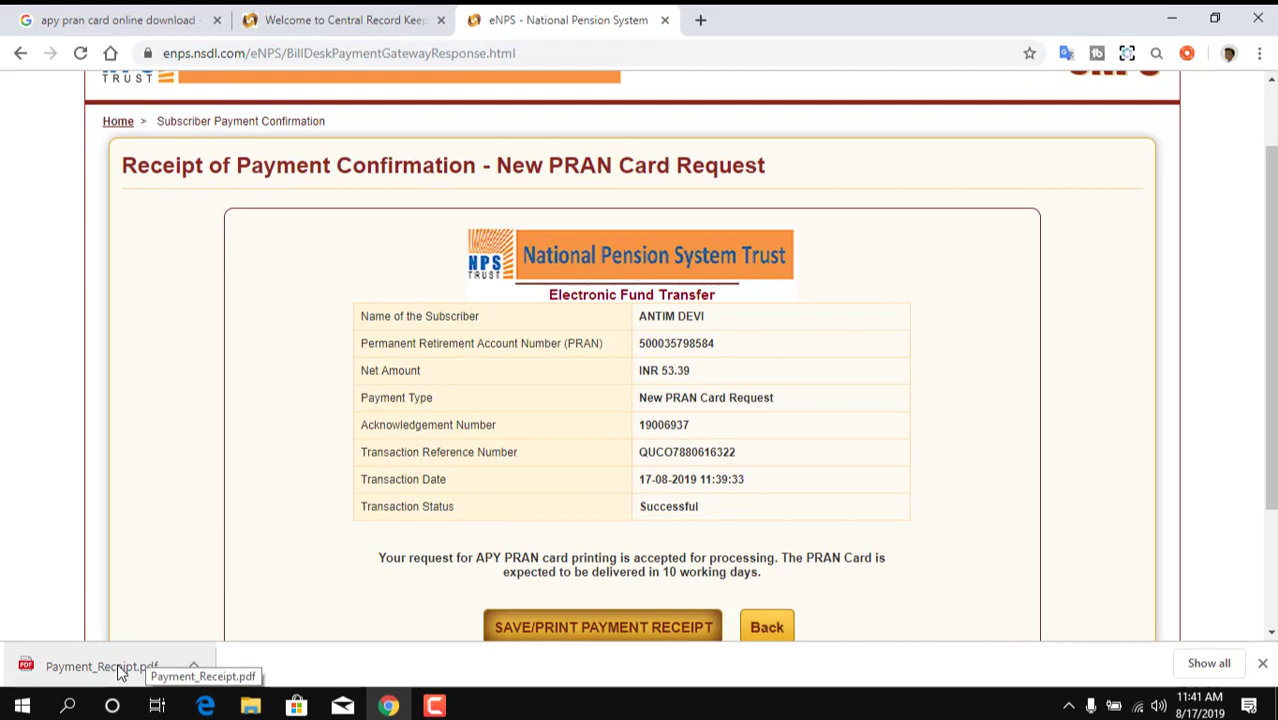 apy pran card online download -
Welcome to Central Record Keep
eNPS - National Pension System
enps.nsdl.com/eNPS/BillDeskPaymentGatewayResponse.html
TRUST
Home > Subscriber Payment Confirmation
Receipt of Payment Confirmation - New PRAN Card Request
NPS TRUST National Pension System Trust
Electronic Fund Transfer
Name of the Subscriber ANTIM DEVI
Permanent Retirement Account Number (PRAN) 500035798584
Net Amount INR 53.39
Payment Type New PRAN Card Request
Acknowledgement Number 19006937
Transaction Reference Number QUCO7880616322
Transaction Date 17-08-2019 11:39:33
Transaction Status Successful
Your request for APY PRAN card printing is accepted for processing. The PRAN Card is
expected to be delivered in 10 working days.
SAVE/PRINT PAYMENT RECEIPT Back
Payment_Receipt.pdf
Payment_Receipt.pdf
Show all
11:41 AM
8/17/2019